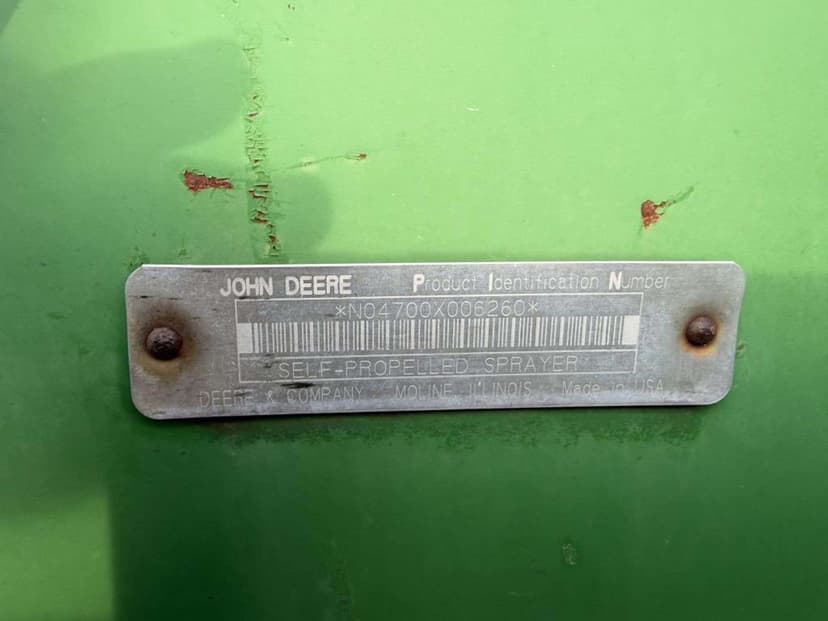 JOHN DEERE Product Identification Number
*N04700X006260*
SELF-PROPELLED SPRAYER
DEERE & COMPANY MOLINE, ILLINOIS Made in USA